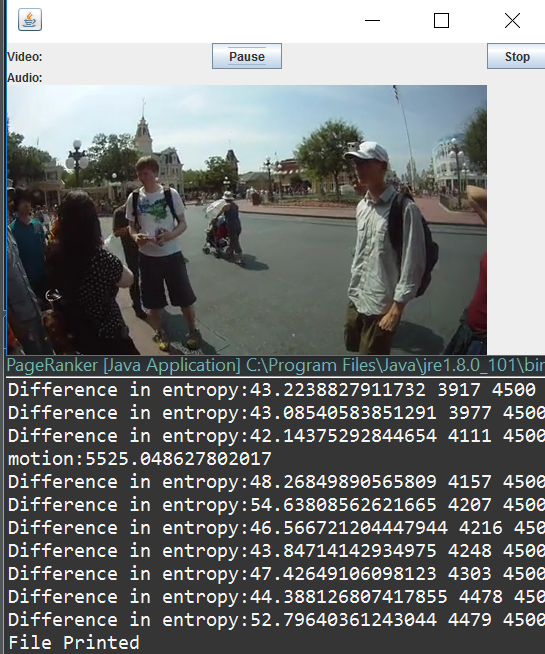 Video:
Pause
Stop
Audio:
PageRanker [Java Application] C:\Program Files\Java\jre1.8.0_101\bin
Difference in entropy:43.2238827911732 3917 4500
Difference in entropy:43.08540583851291 3977 4500
Difference in entropy:42.14375292844654 4111 4500
motion:5525.048627802017
Difference in entropy:48.26849890565809 4157 4500
Difference in entropy:54.63808562621665 4207 4500
Difference in entropy:46.566721204447944 4216 450
Difference in entropy:43.84714142934975 4248 4500
Difference in entropy:47.42649106098123 4303 4500
Difference in entropy:44.388126807417855 4478 450
Difference in entropy:52.79640361243044 4479 4500
File Printed